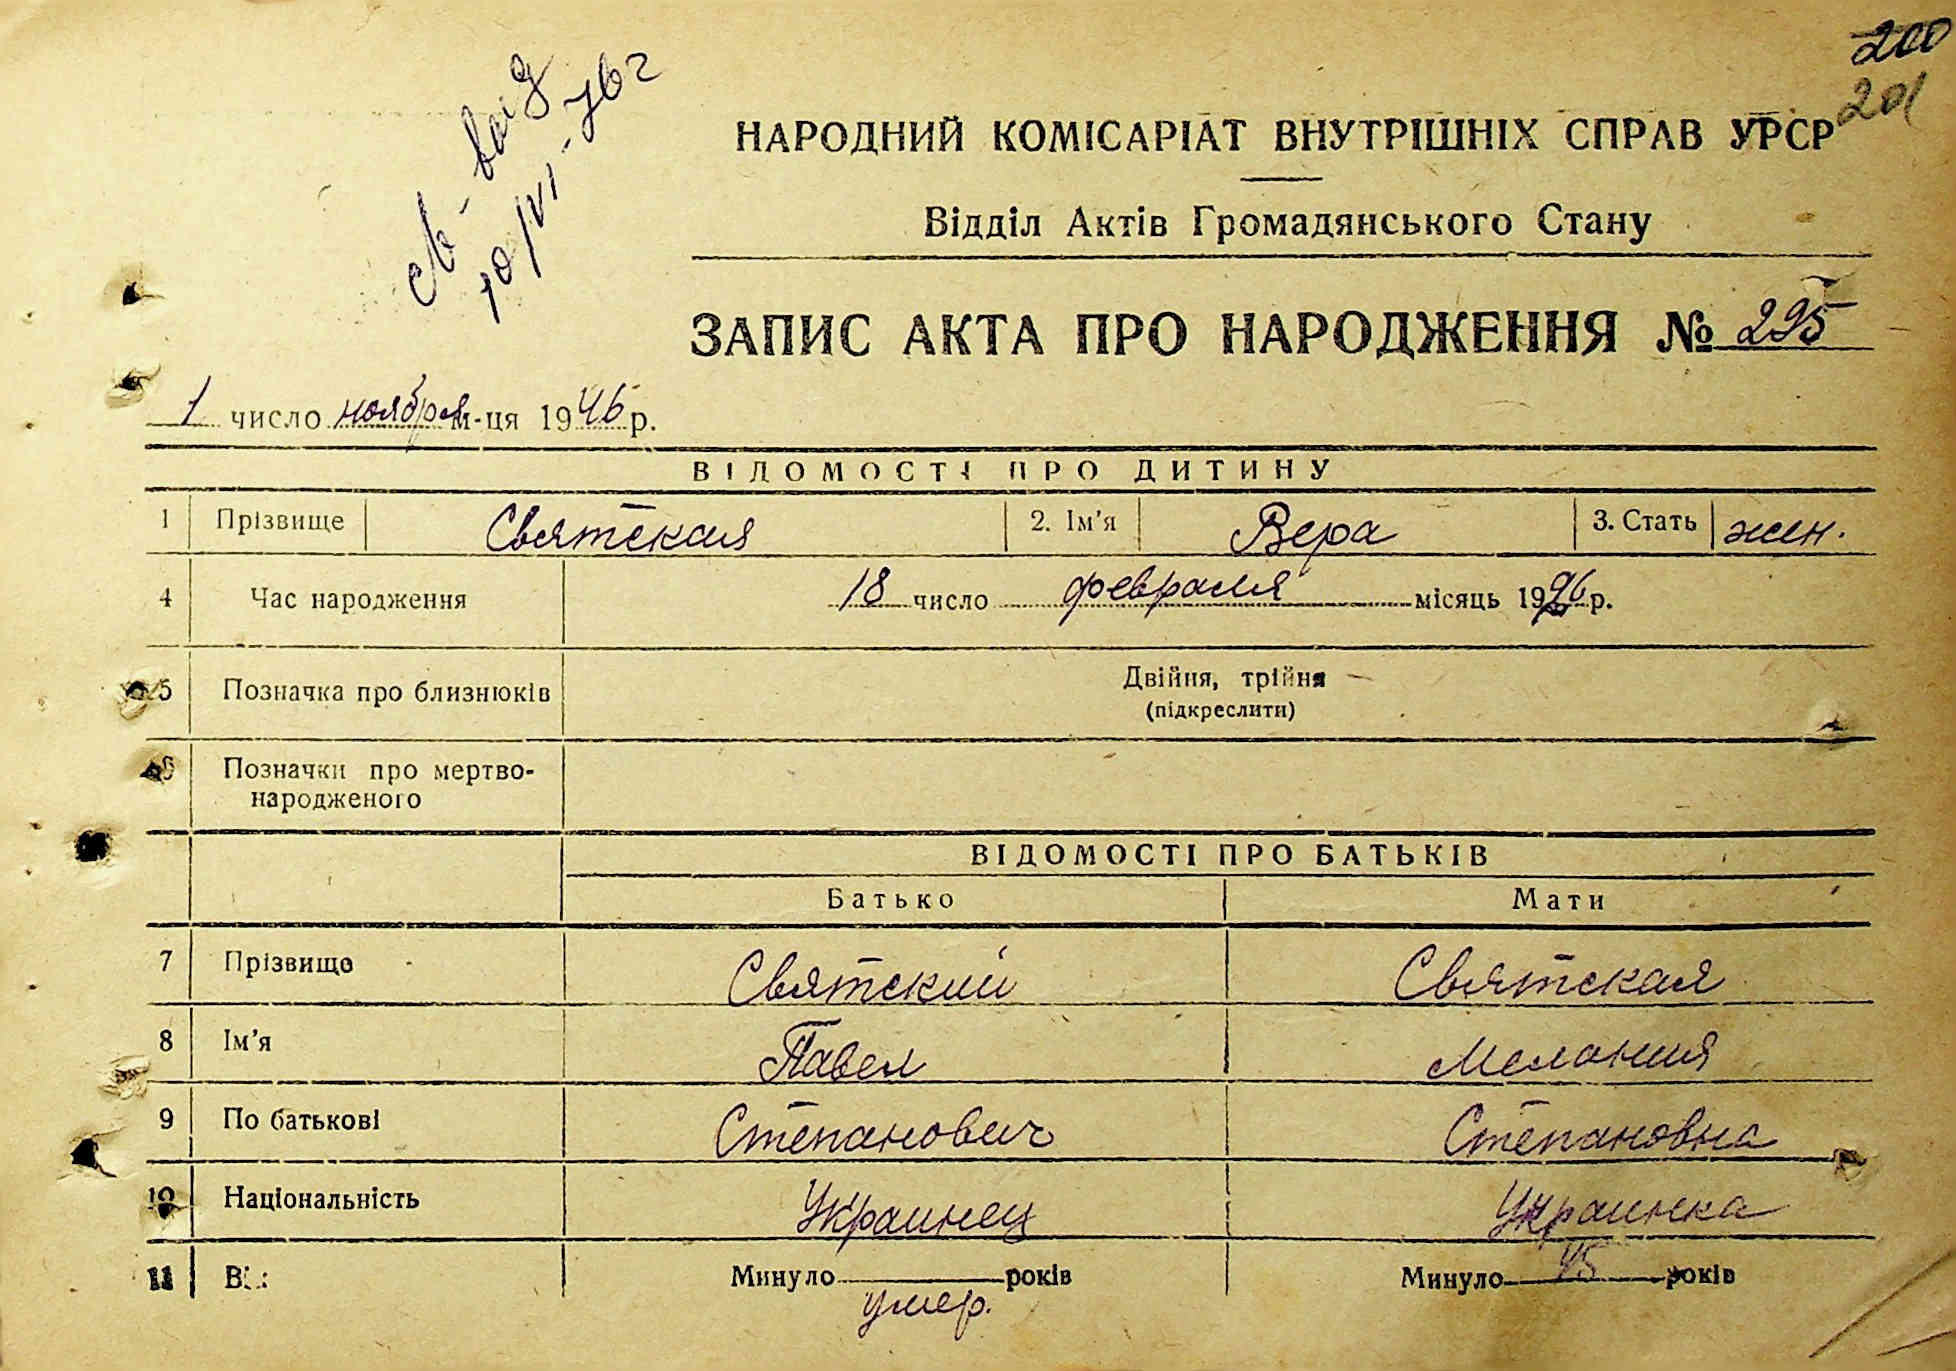 200
201
10/VI-76г
НАРОДНИЙ КОМІСАРІАТ ВНУТРІШНІХ СПРАВ УРСР
Відділ Актів Громадянського Стану
ЗАПИС АКТА ПРО НАРОДЖЕННЯ № 295
1 число ноября м-ця 1946 р.
ВІДОМОСТІ ПРО ДИТИНУ
1 Прізвище Святская 2. Ім'я Вера 3. Стать жен.
4 Час народження 18 число февраля місяць 1926 р.
5 Позначка про близнюків Двійня, трійня —
(підкреслити)
6 Позначки про мертво-
народженого
ВІДОМОСТІ ПРО БАТЬКІВ
Батько Мати
7 Прізвище Святский Святская
8 Ім'я Павел Мелания
9 По батькові Степанович Степановна
10 Національність Украинец Украинка
11 Вік Минуло років Минуло 45 років
умер.